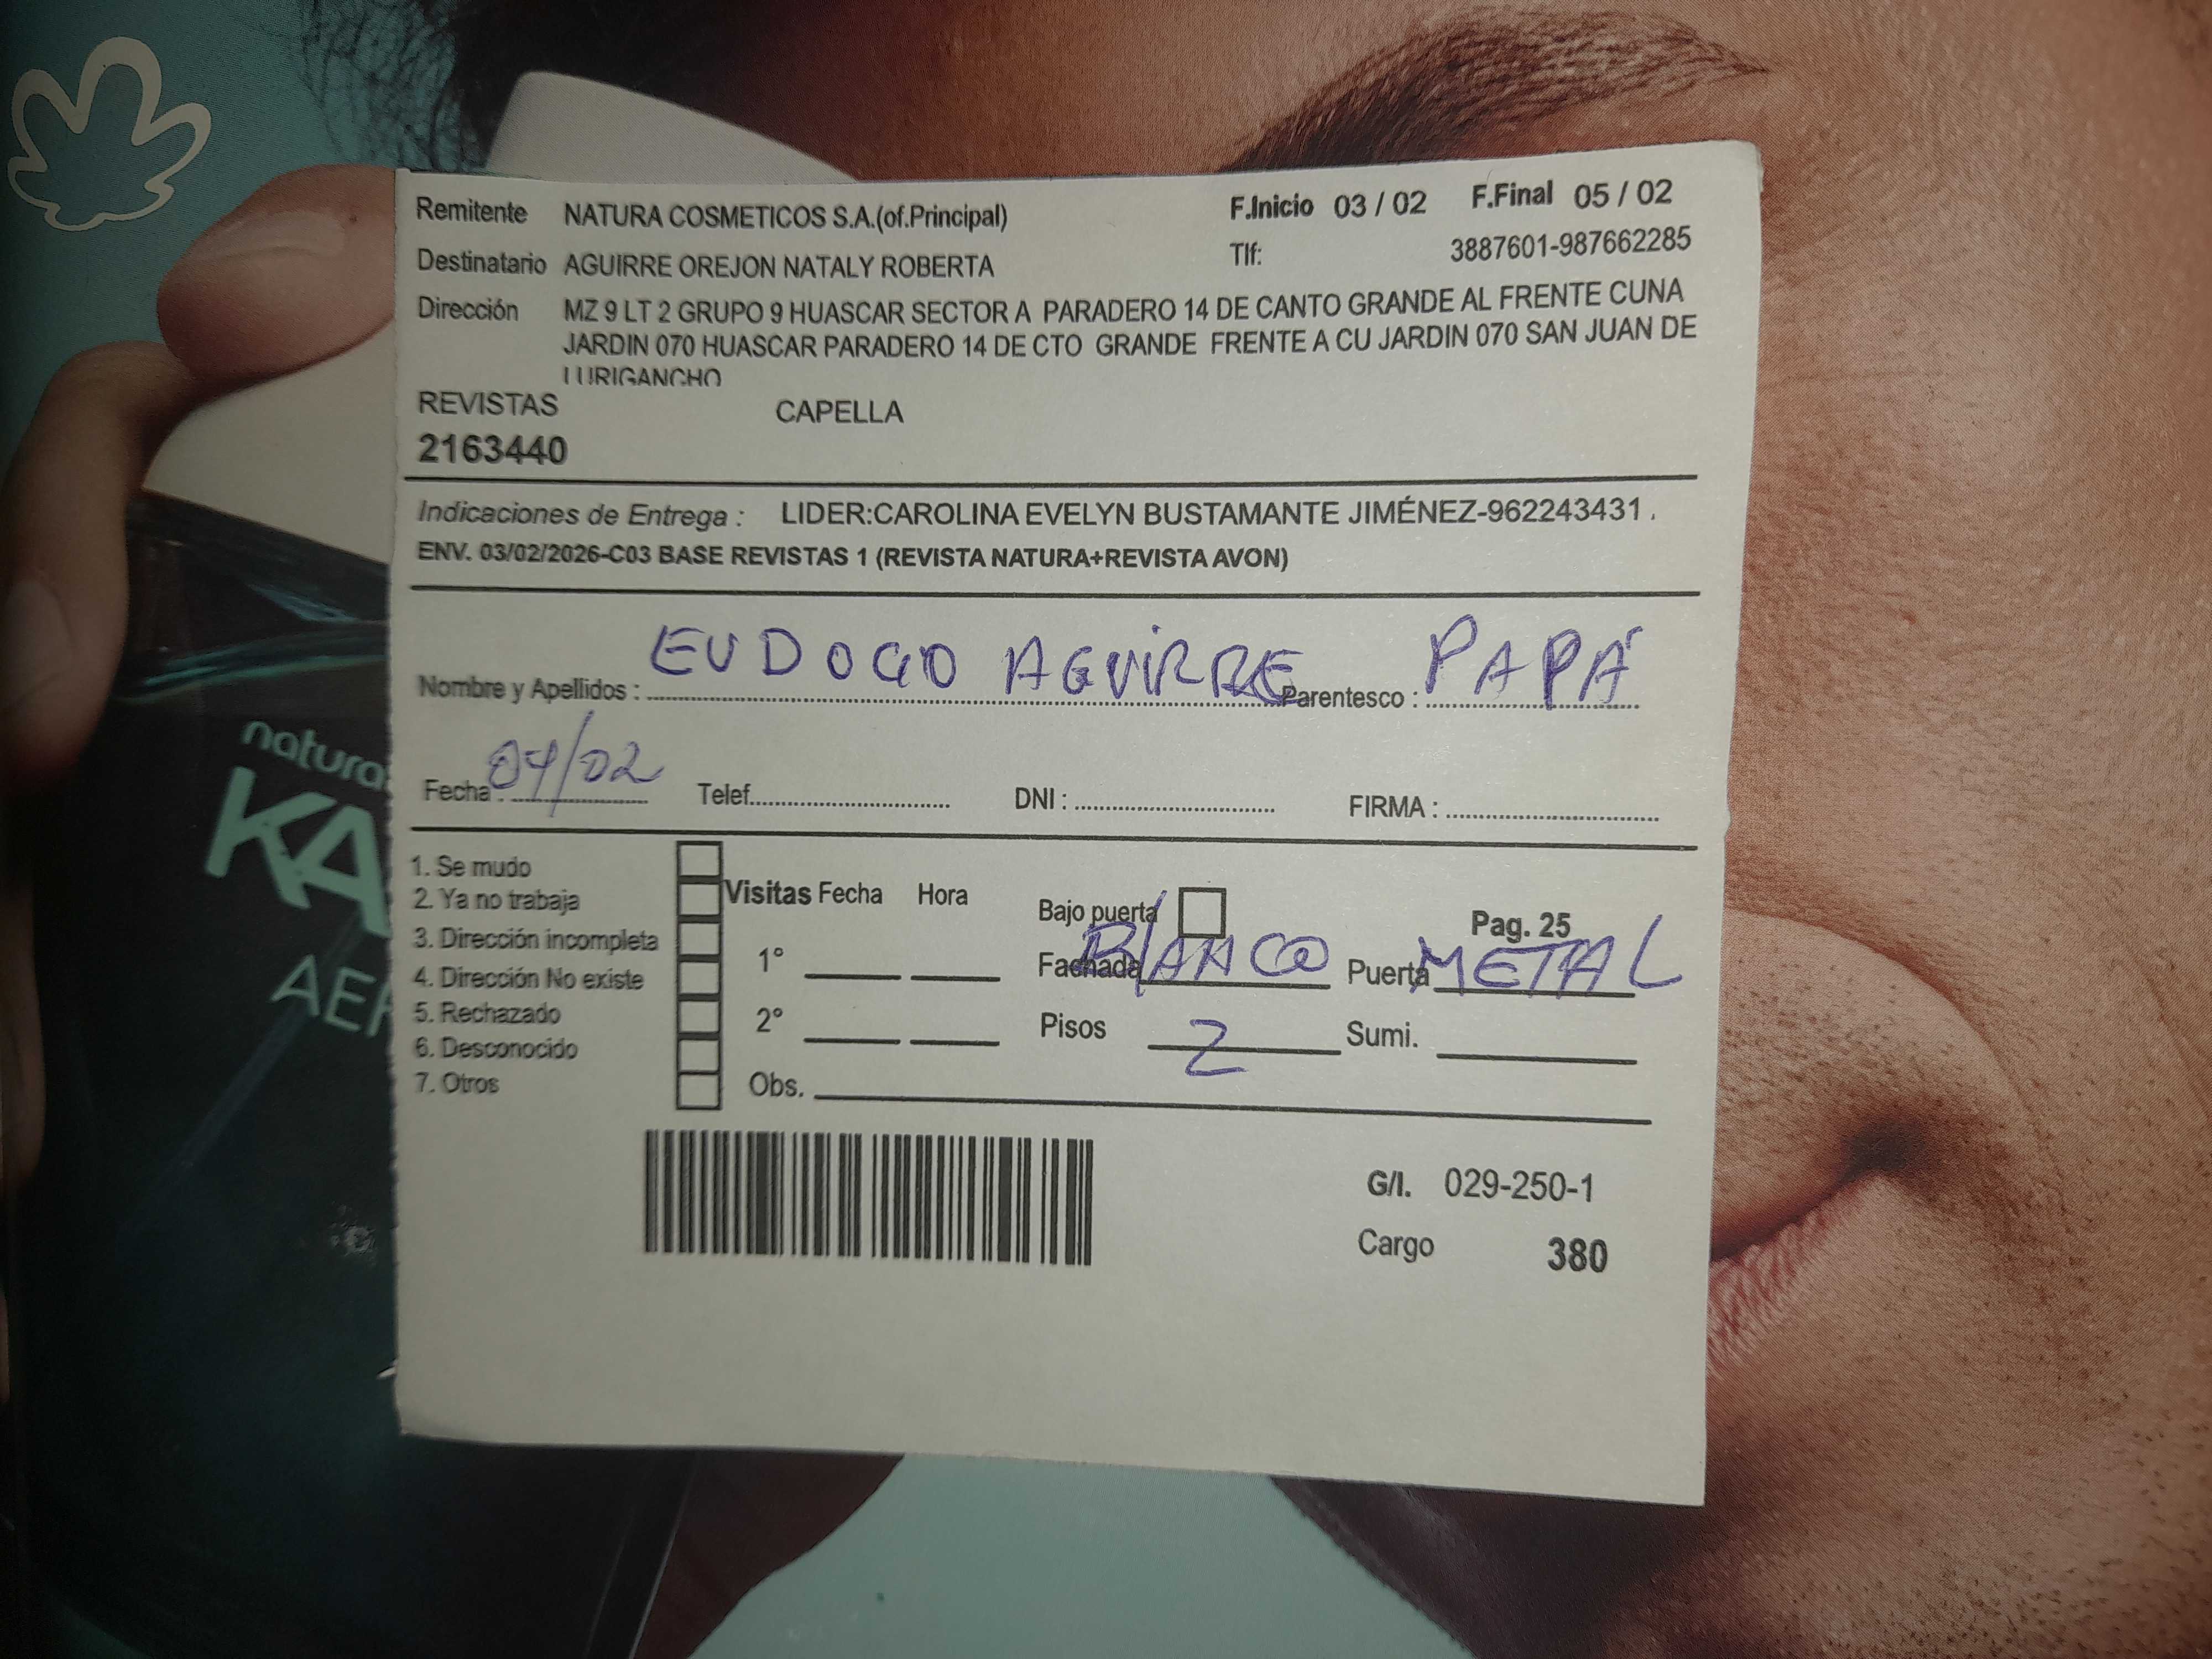 Remitente NATURA COSMETICOS S.A.(of.Principal) F.Inicio 03 / 02 F.Final 05 / 02
Destinatario AGUIRRE OREJON NATALY ROBERTA Tlf: 3887601-987662285
Dirección MZ 9 LT 2 GRUPO 9 HUASCAR SECTOR A PARADERO 14 DE CANTO GRANDE AL FRENTE CUNA
JARDIN 070 HUASCAR PARADERO 14 DE CTO GRANDE FRENTE A CU JARDIN 070 SAN JUAN DE
LURIGANCHO
REVISTAS CAPELLA
2163440
Indicaciones de Entrega : LIDER:CAROLINA EVELYN BUSTAMANTE JIMÉNEZ-962243431 .
ENV. 03/02/2026-C03 BASE REVISTAS 1 (REVISTA NATURA+REVISTA AVON)
Nombre y Apellidos : EUDOCIO AGUIRRE Parentesco : PAPÁ
Fecha : 04/02 Telef. DNI : FIRMA :
1. Se mudo
2. Ya no trabaja
3. Dirección incompleta
4. Dirección No existe
5. Rechazado
6. Desconocido
7. Otros
Visitas Fecha Hora
1°
2°
Obs.
Bajo puerta Pag. 25
Fachada BlANCO Puerta METAL
Pisos 2 Sumi.
G/I. 029-250-1
Cargo 380
natura
KA
AER